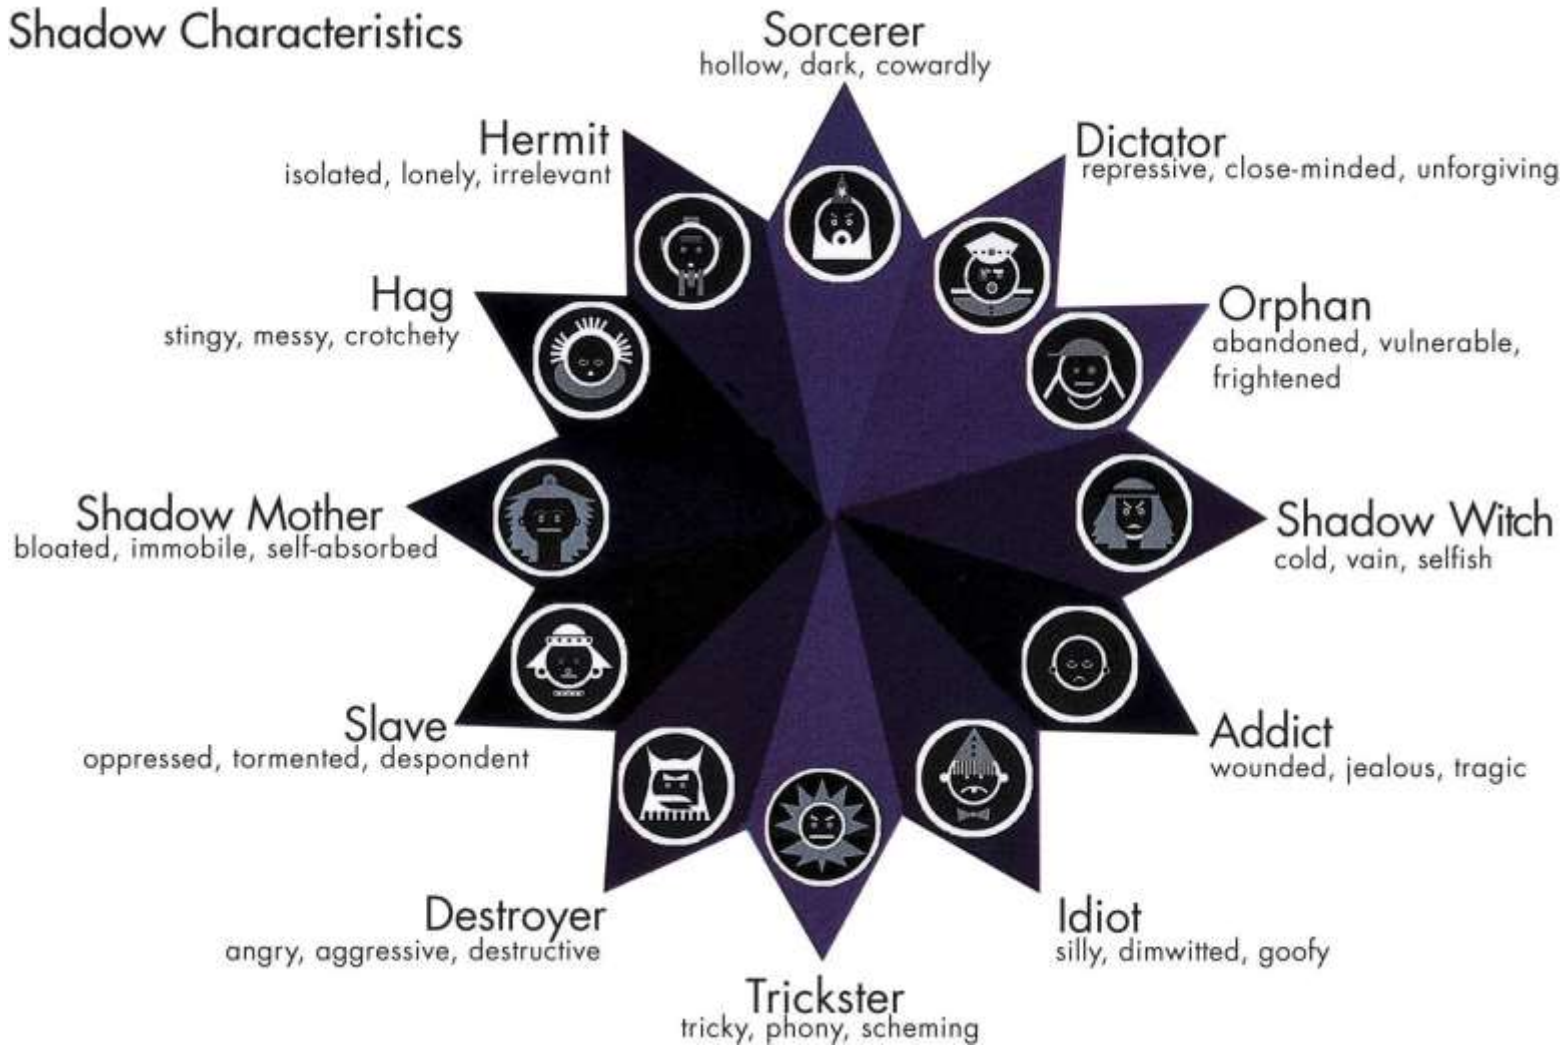 Shadow Characteristics
Sorcerer
hollow, dark, cowardly
Dictator
repressive, close-minded, unforgiving
Orphan
abandoned, vulnerable,
frightened
Shadow Witch
cold, vain, selfish
Addict
wounded, jealous, tragic
Idiot
silly, dimwitted, goofy
Trickster
tricky, phony, scheming
Destroyer
angry, aggressive, destructive
Slave
oppressed, tormented, despondent
Shadow Mother
bloated, immobile, self-absorbed
Hag
stingy, messy, crotchety
Hermit
isolated, lonely, irrelevant